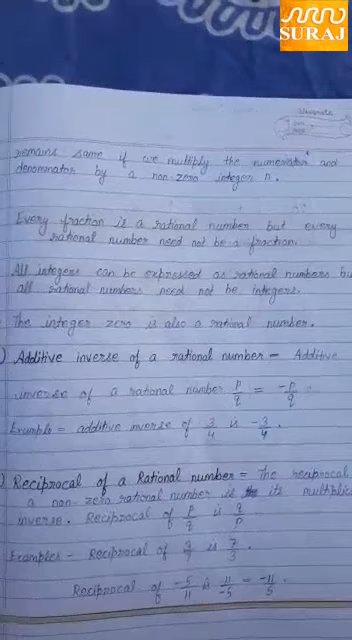 SURAJ
remains same if we multiply the numerator and
denominator by a non-zero integer n.
Every fraction is a rational number but every
rational number need not be a fraction.
All integers can be expressed as rational numbers bu
all rational numbers need not be integers.
The integer zero is also a rational number.
) Additive inverse of a rational number = Additive
inverse of a rational number p/q = -p/q
Example = additive inverse of 3/4 is -3/4.
) Reciprocal of a Rational number = The reciprocal
a non-zero rational number is its multiplic
inverse. Reciprocal of p/q is q/p
Examples - Reciprocal of 3/7 is 7/3.
Reciprocal of -5/11 is 11/-5 = -11/5.